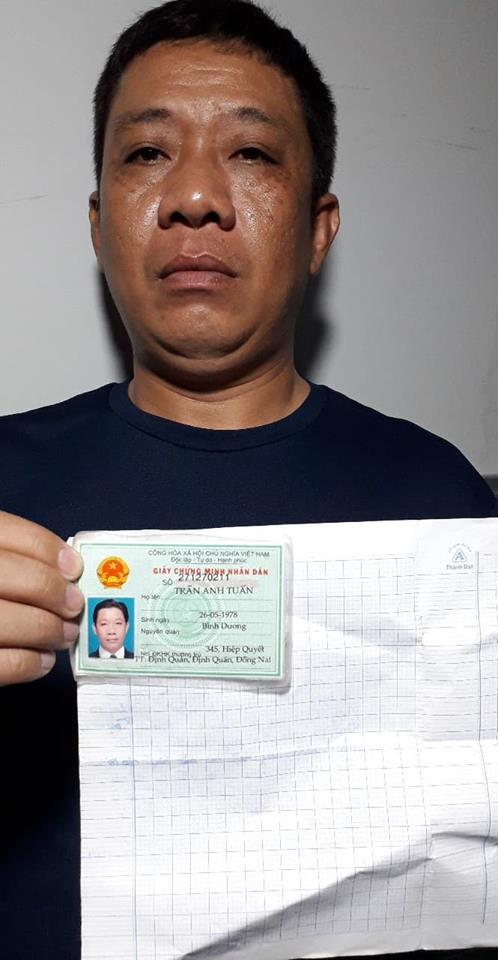 CỘNG HÒA XÃ HỘI CHỦ NGHĨA VIỆT NAM
Độc lập - Tự do - Hạnh phúc
GIẤY CHỨNG MINH NHÂN DÂN
SỐ 271270211
Họ tên TRẦN ANH TUẤN
Sinh ngày 26-05-1978
Nguyên quán Bình Dương
Nơi ĐKHK thường trú 345, Hiệp Quyết
TT. Định Quán, Định Quán, Đồng Nai
Thành Đạt